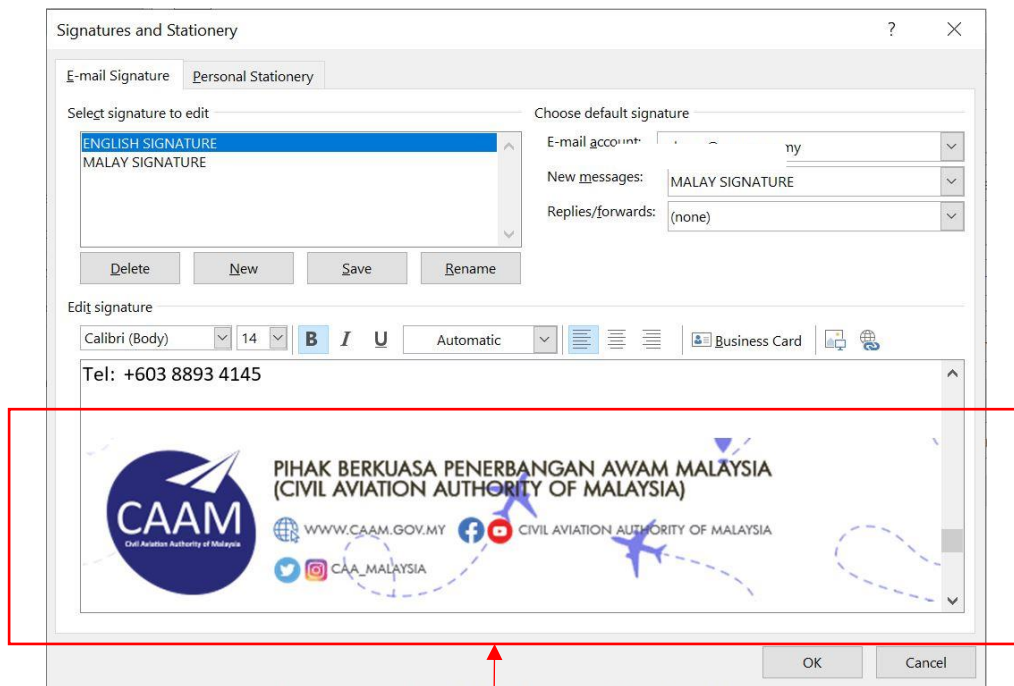 Signatures and Stationery
E-mail Signature Personal Stationery
Select signature to edit
ENGLISH SIGNATURE
MALAY SIGNATURE
Delete New Save Rename
Choose default signature
E-mail account: my
New messages: MALAY SIGNATURE
Replies/forwards: (none)
Edit signature
Calibri (Body) 14 B I U Automatic Business Card
Tel: +603 8893 4145
CAAM
Civil Aviation Authority of Malaysia
PIHAK BERKUASA PENERBANGAN AWAM MALAYSIA
(CIVIL AVIATION AUTHORITY OF MALAYSIA)
WWW.CAAM.GOV.MY CIVIL AVIATION AUTHORITY OF MALAYSIA
CAA_MALAYSIA
OK Cancel